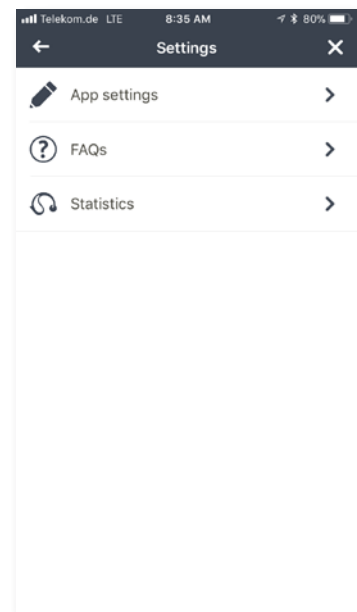 Telekom.de LTE 8:35 AM 80%
Settings
App settings
FAQs
Statistics